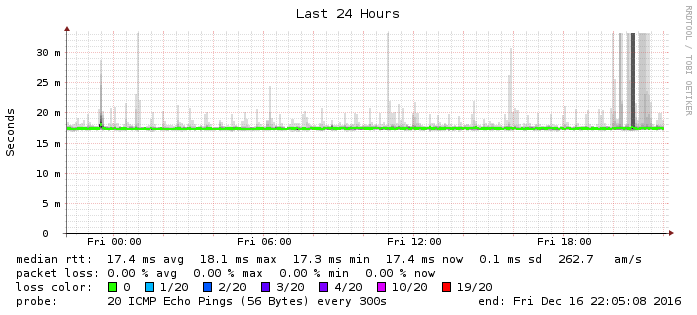 Last 24 Hours
RRDTOOL / TOBI OETIKER
Seconds
30 m
25 m
20 m
15 m
10 m
5 m
0
Fri 00:00 Fri 06:00 Fri 12:00 Fri 18:00
median rtt: 17.4 ms avg 18.1 ms max 17.3 ms min 17.4 ms now 0.1 ms sd 262.7 am/s
packet loss: 0.00 % avg 0.00 % max 0.00 % min 0.00 % now
loss color: 0 1/20 2/20 3/20 4/20 10/20 19/20
probe: 20 ICMP Echo Pings (56 Bytes) every 300s end: Fri Dec 16 22:05:08 2016